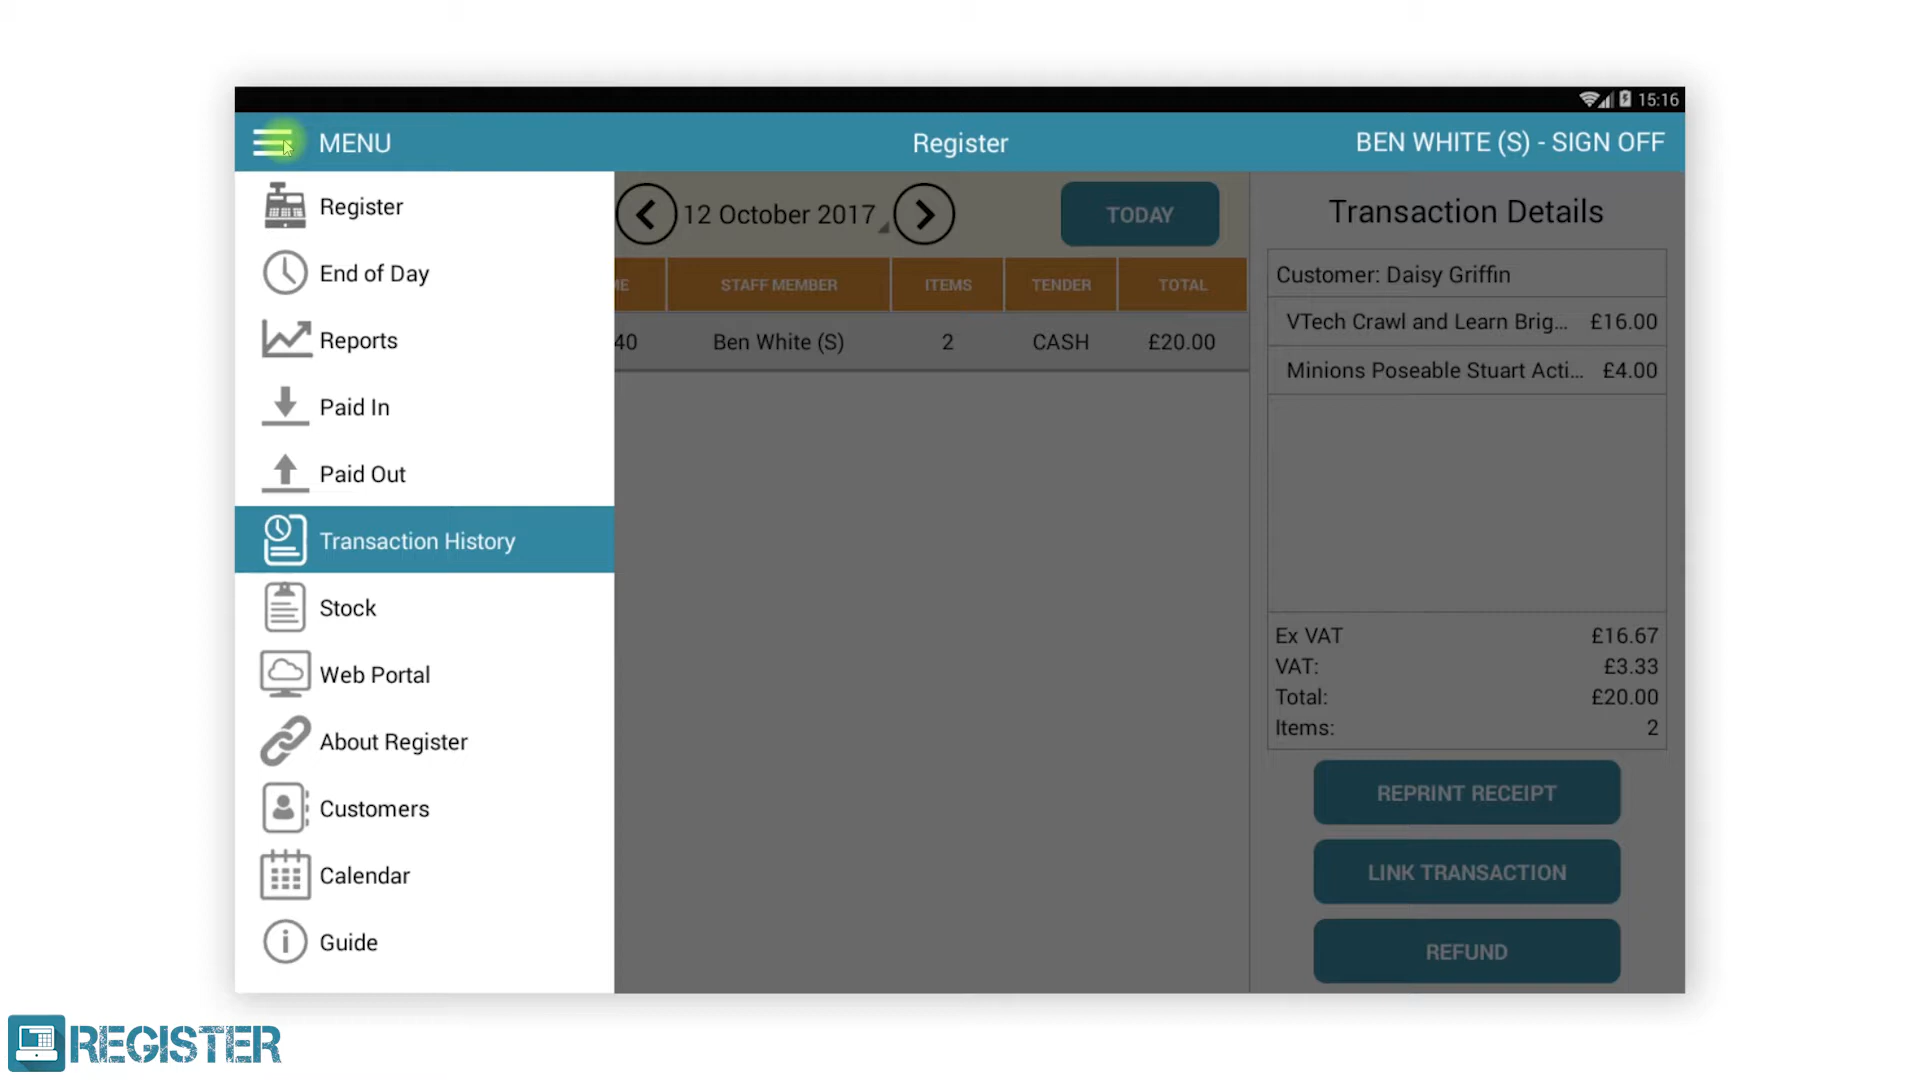 15:16
MENU
Register
BEN WHITE (S) - SIGN OFF
Register
End of Day
Reports
Paid In
Paid Out
Transaction History
Stock
Web Portal
About Register
Customers
Calendar
Guide
12 October 2017
TODAY
ME STAFF MEMBER ITEMS TENDER TOTAL
40 Ben White (S) 2 CASH £20.00
Transaction Details
Customer: Daisy Griffin
VTech Crawl and Learn Brig... £16.00
Minions Poseable Stuart Acti... £4.00
Ex VAT £16.67
VAT: £3.33
Total: £20.00
Items: 2
REPRINT RECEIPT
LINK TRANSACTION
REFUND
REGISTER